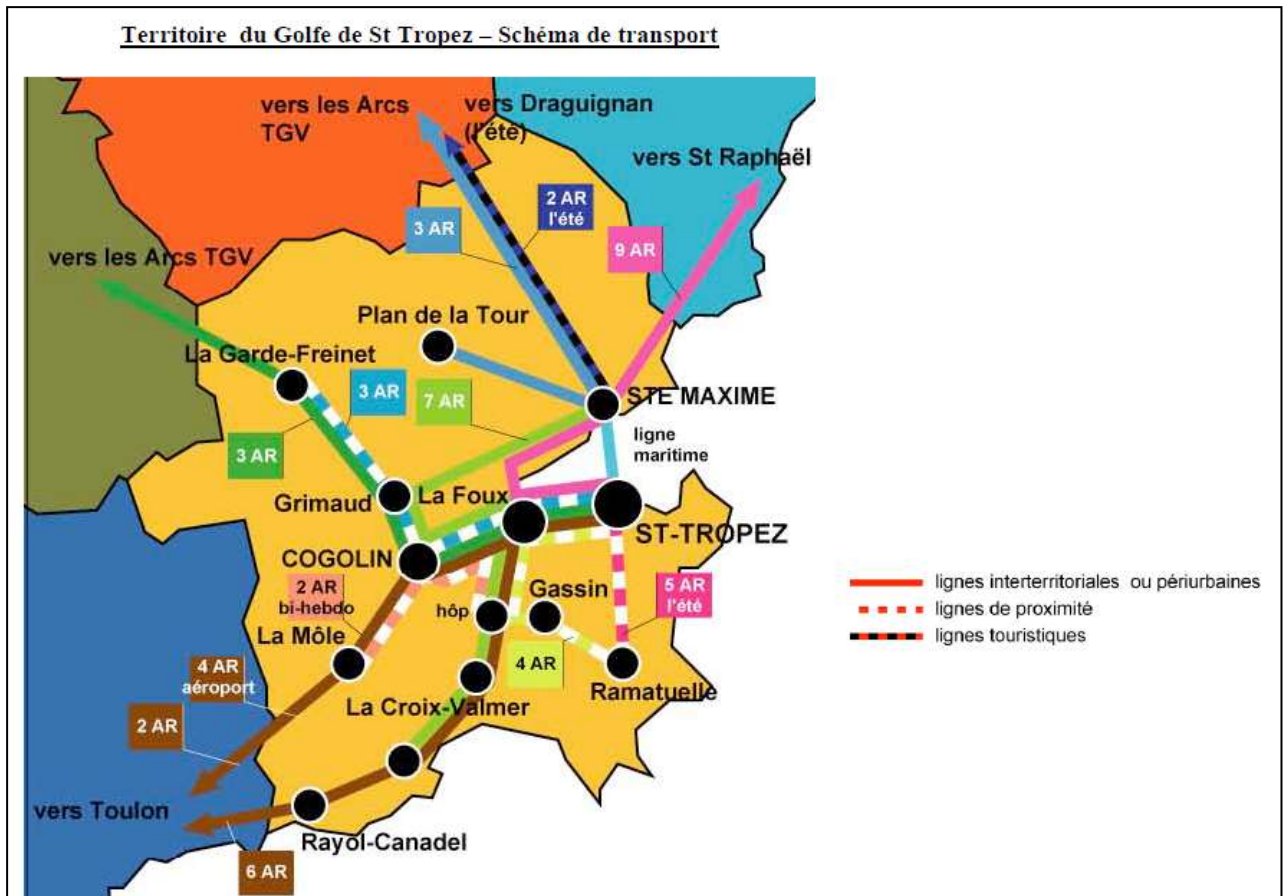 Territoire du Golfe de St Tropez – Schéma de transport
vers les Arcs
TGV
vers Draguignan
(l'été)
vers St Raphaël
2 AR
l'été
3 AR
9 AR
vers les Arcs TGV
Plan de la Tour
La Garde-Freinet
3 AR
7 AR
STE MAXIME
ligne
maritime
3 AR
Grimaud
La Foux
ST-TROPEZ
COGOLIN
2 AR
bi-hebdo
hôp
Gassin
5 AR
l'été
La Môle
4 AR
aéroport
4 AR
Ramatuelle
La Croix-Valmer
2 AR
vers Toulon
Rayol-Canadel
6 AR
lignes interterritoriales ou périurbaines
lignes de proximité
lignes touristiques